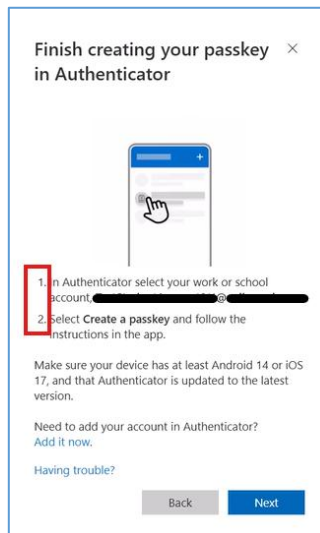 Finish creating your passkey
in Authenticator
1. In Authenticator select your work or school
account, @
2. Select Create a passkey and follow the
instructions in the app.
Make sure your device has at least Android 14 or iOS
17, and that Authenticator is updated to the latest
version.
Need to add your account in Authenticator?
Add it now.
Having trouble?
Back Next